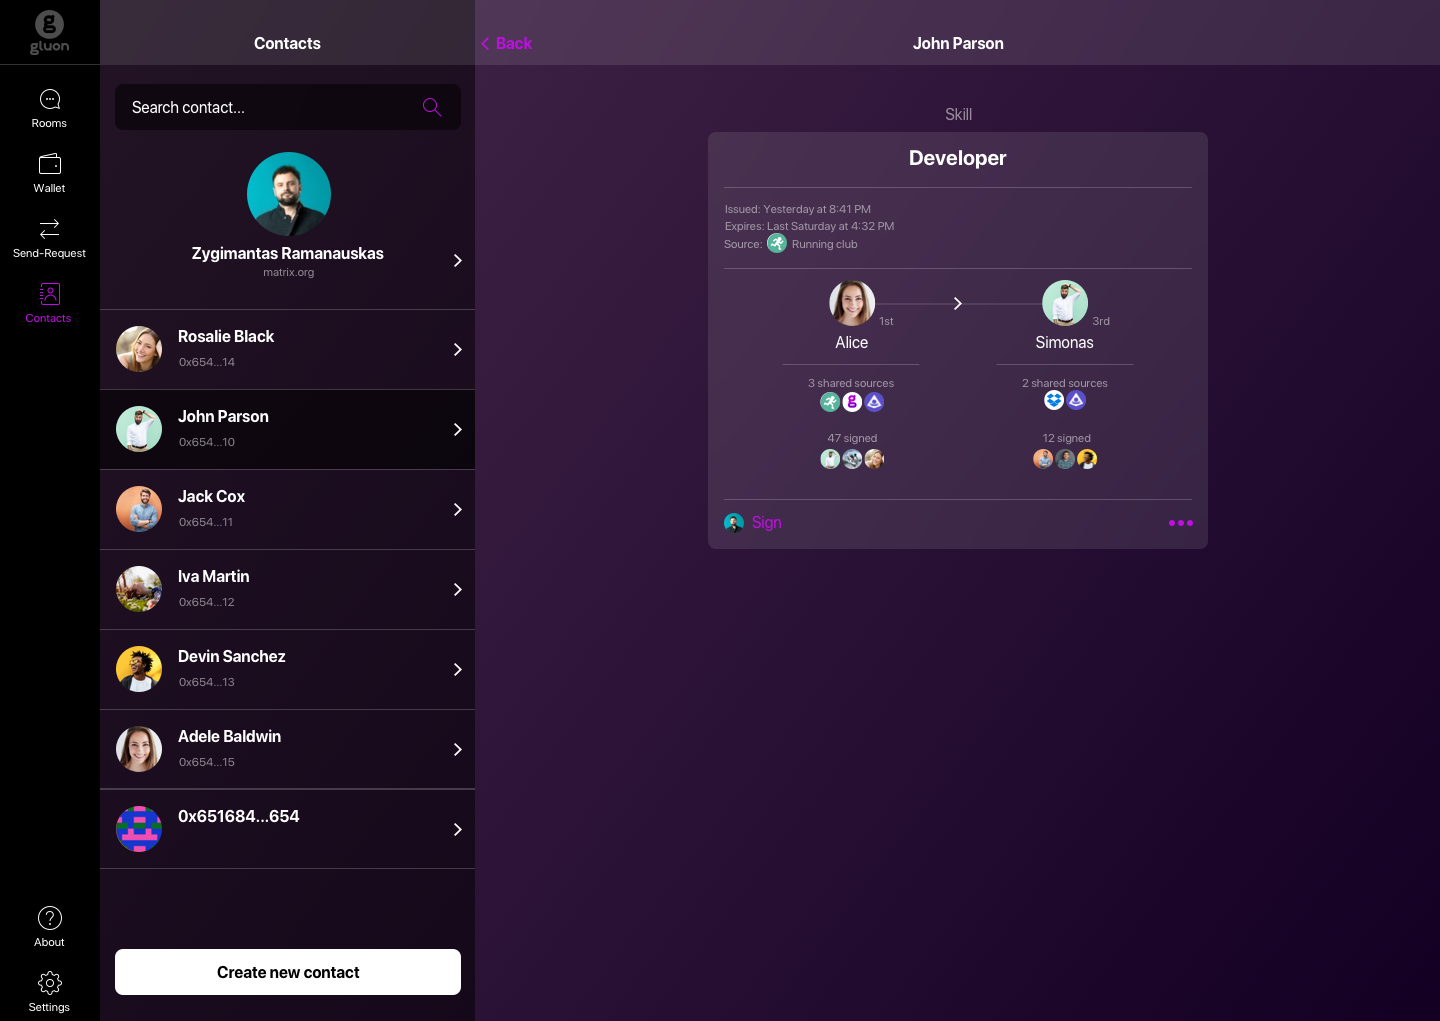 gluon
Rooms
Wallet
Send-Request
Contacts
About
Settings
Contacts
Search contact...
Zygimantas Ramanauskas
matrix.org
Rosalie Black
0x654...14
John Parson
0x654...10
Jack Cox
0x654...11
Iva Martin
0x654...12
Devin Sanchez
0x654...13
Adele Baldwin
0x654...15
0x651684...654
Create new contact
Back
John Parson
Skill
Developer
Issued: Yesterday at 8:41 PM
Expires: Last Saturday at 4:32 PM
Source: Running club
1st
3rd
Alice
Simonas
3 shared sources
2 shared sources
47 signed
12 signed
Sign